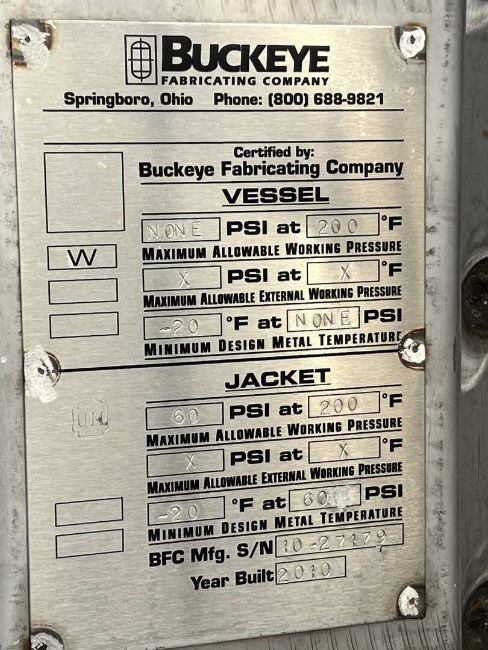 BUCKEYE
FABRICATING COMPANY
Springboro, Ohio Phone: (800) 688-9821
Certified by:
Buckeye Fabricating Company
VESSEL
NONE PSI at 200 °F
MAXIMUM ALLOWABLE WORKING PRESSURE
W
X PSI at X °F
MAXIMUM ALLOWABLE EXTERNAL WORKING PRESSURE
-20 °F at NONE PSI
MINIMUM DESIGN METAL TEMPERATURE
JACKET
UM
60 PSI at 200 °F
MAXIMUM ALLOWABLE WORKING PRESSURE
X PSI at X °F
MAXIMUM ALLOWABLE EXTERNAL WORKING PRESSURE
-20 °F at 60 PSI
MINIMUM DESIGN METAL TEMPERATURE
BFC Mfg. S/N 10-27179
Year Built 2010